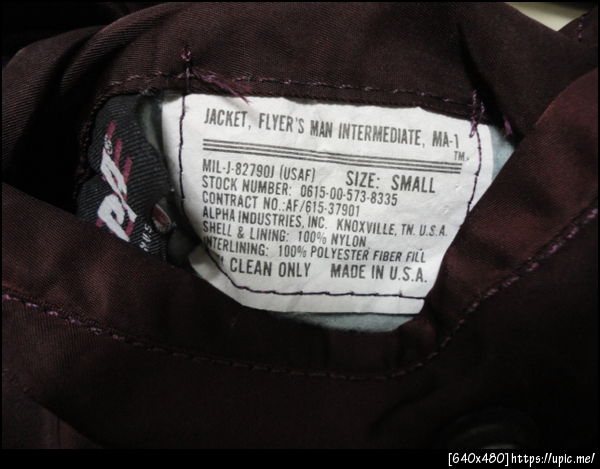 JACKET, FLYER'S MAN INTERMEDIATE, MA-1
TM.
MIL-J-82790J (USAF) SIZE: SMALL
STOCK NUMBER: 0615-00-573-8335
CONTRACT NO.:AF/615-37901
ALPHA INDUSTRIES, INC. KNOXVILLE, TN. U.S.A.
SHELL & LINING: 100% NYLON
INTERLINING: 100% POLYESTER FIBER FILL
CLEAN ONLY MADE IN U.S.A.
[640x480]https://upic.me/